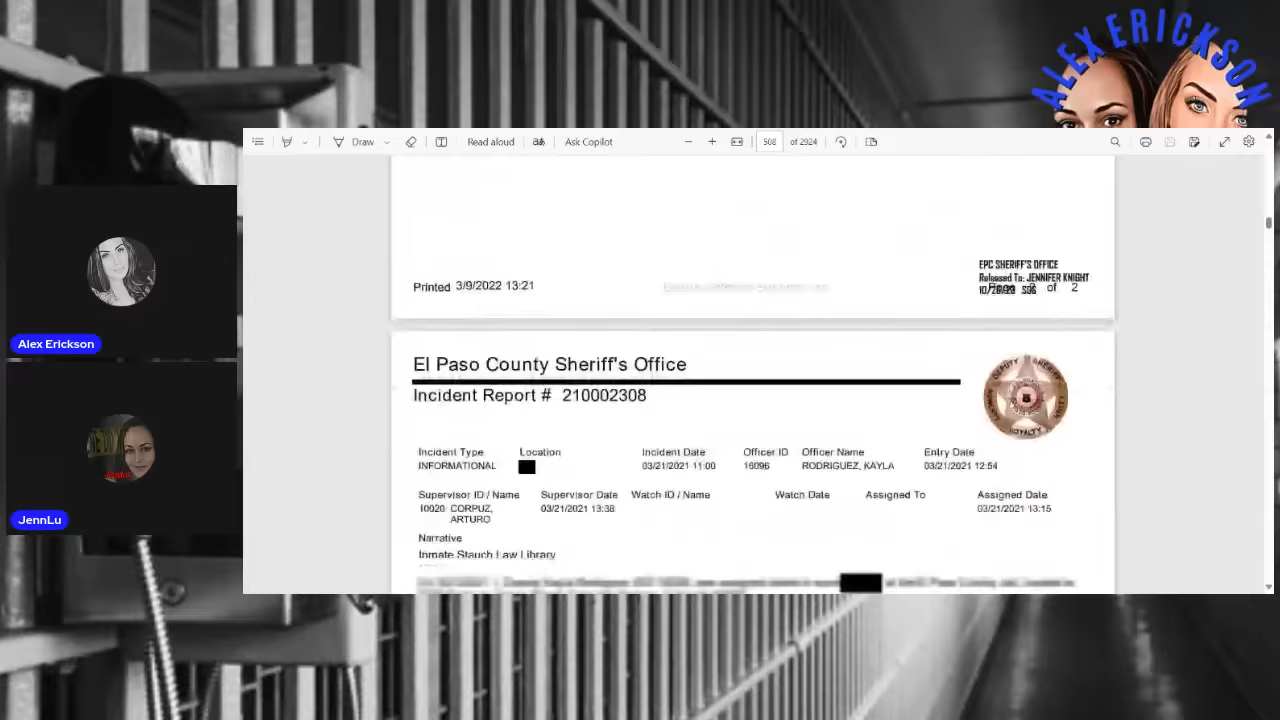 ALEX ERICKSON
Draw
Read aloud
Ask Copilot
508 of 2924
Printed 3/9/2022 13:21
EPC SHERIFF'S OFFICE
Released To: JENNIFER KNIGHT
of 2
El Paso County Sheriff's Office
Incident Report # 210002308
DEPUTY SHERIFF
LOYALTY
Incident Type Location Incident Date Officer ID Officer Name Entry Date
INFORMATIONAL 03/21/2021 11:00 16096 RODRIGUEZ, KAYLA 03/21/2021 12:54
Supervisor ID / Name Supervisor Date Watch ID / Name Watch Date Assigned To Assigned Date
10020 CORPUZ, ARTURO 03/21/2021 13:38 03/21/2021 13:15
Narrative
Inmate Stauch Law Library
Alex Erickson
JennLu